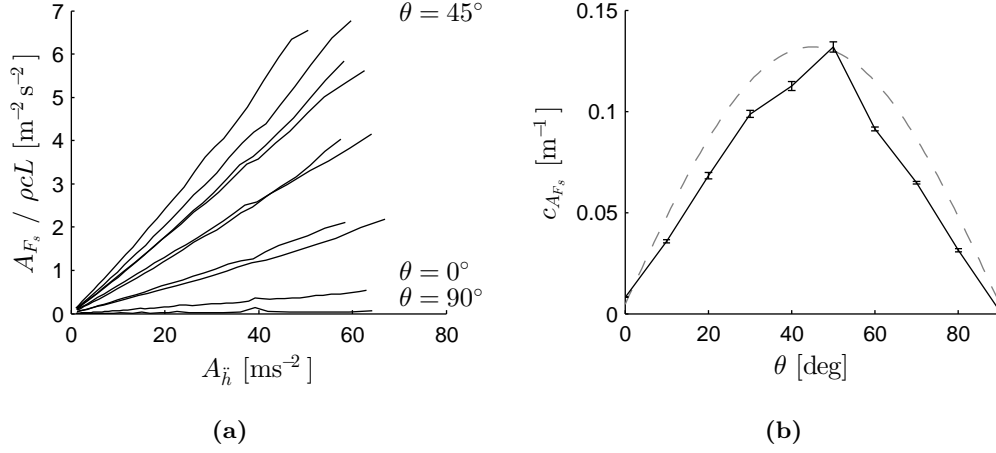 7
6
5
4
3
2
1
0
0 20 40 60 80
A_{F_s} / ρcL [m⁻² s⁻²]
A_ḧ [ms⁻²]
θ = 45°
θ = 0°
θ = 90°
(a)
0.15
0.1
0.05
0
0 20 40 60 80
c_{A_{F_s}} [m⁻¹]
θ [deg]
(b)